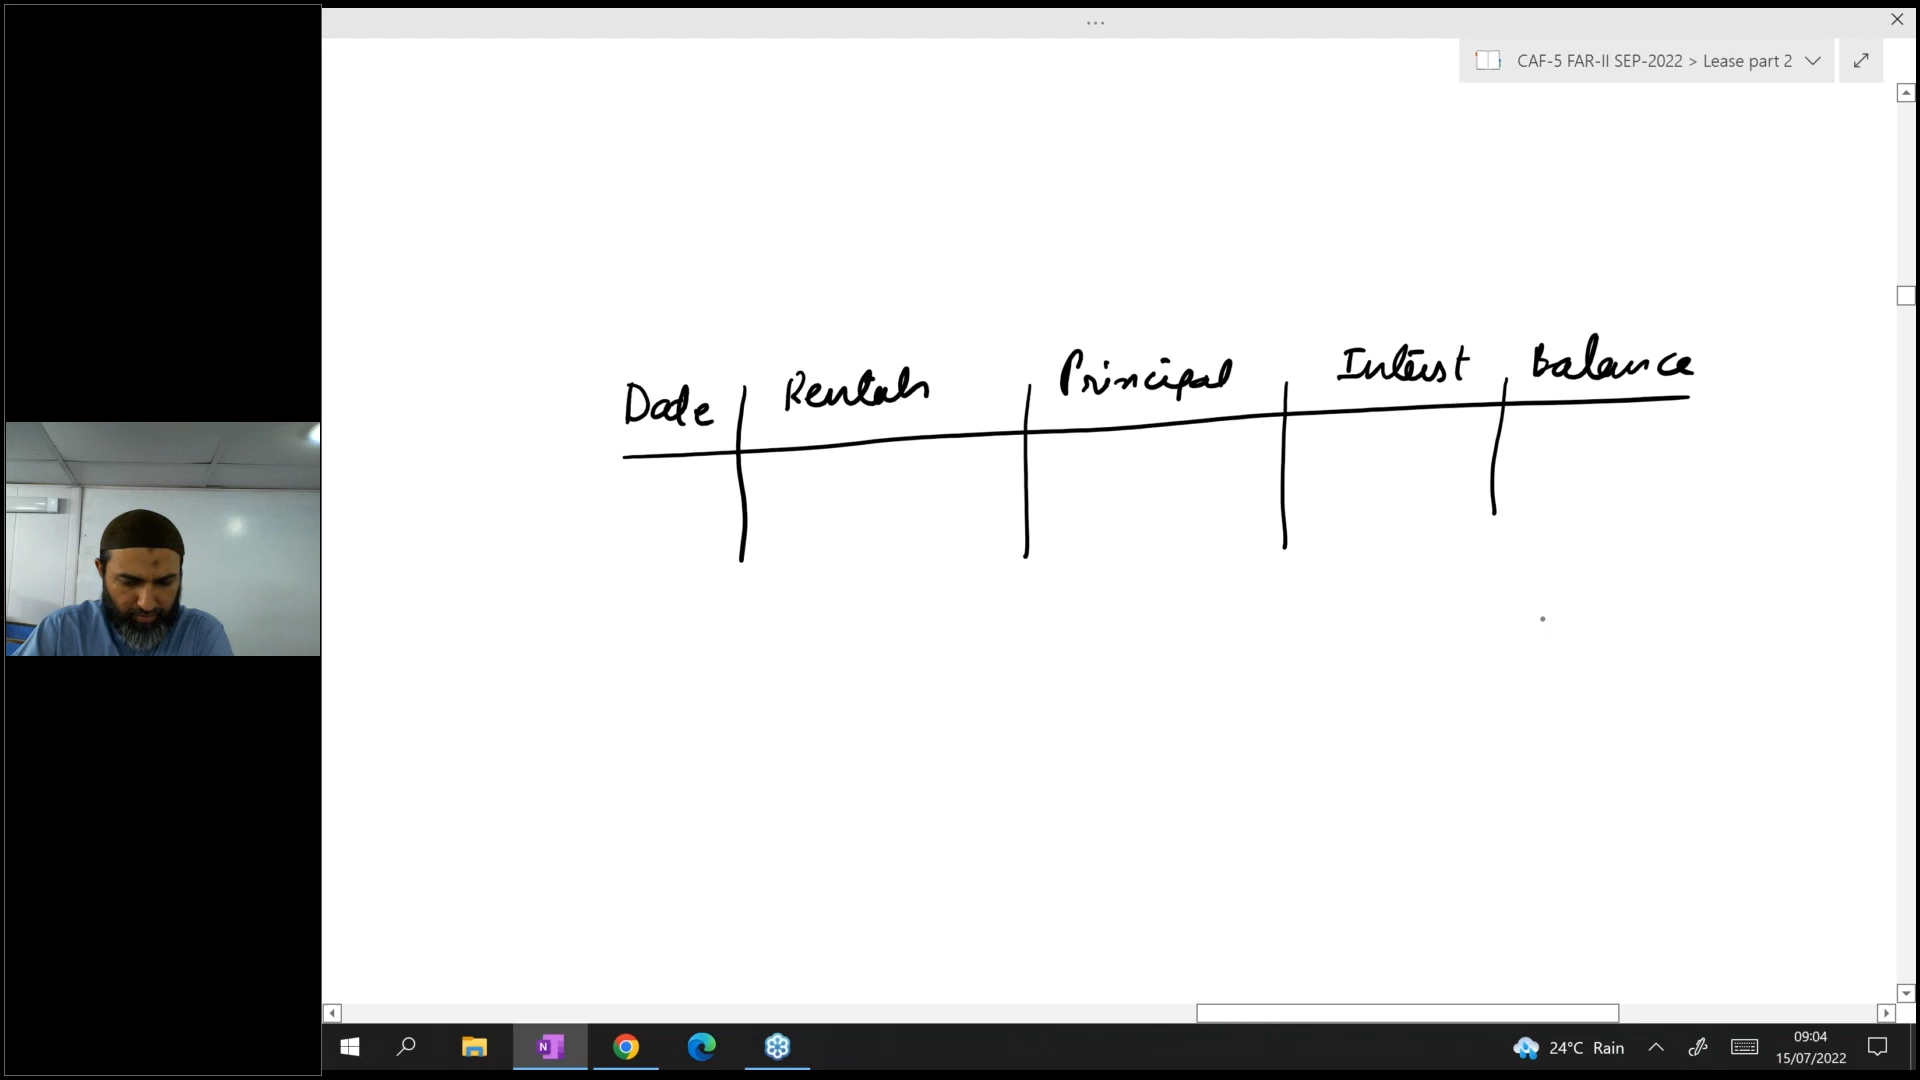 CAF-5 FAR-II SEP-2022 > Lease part 2
Date Rentals Principal Interest Balance
24°C Rain
09:04
15/07/2022